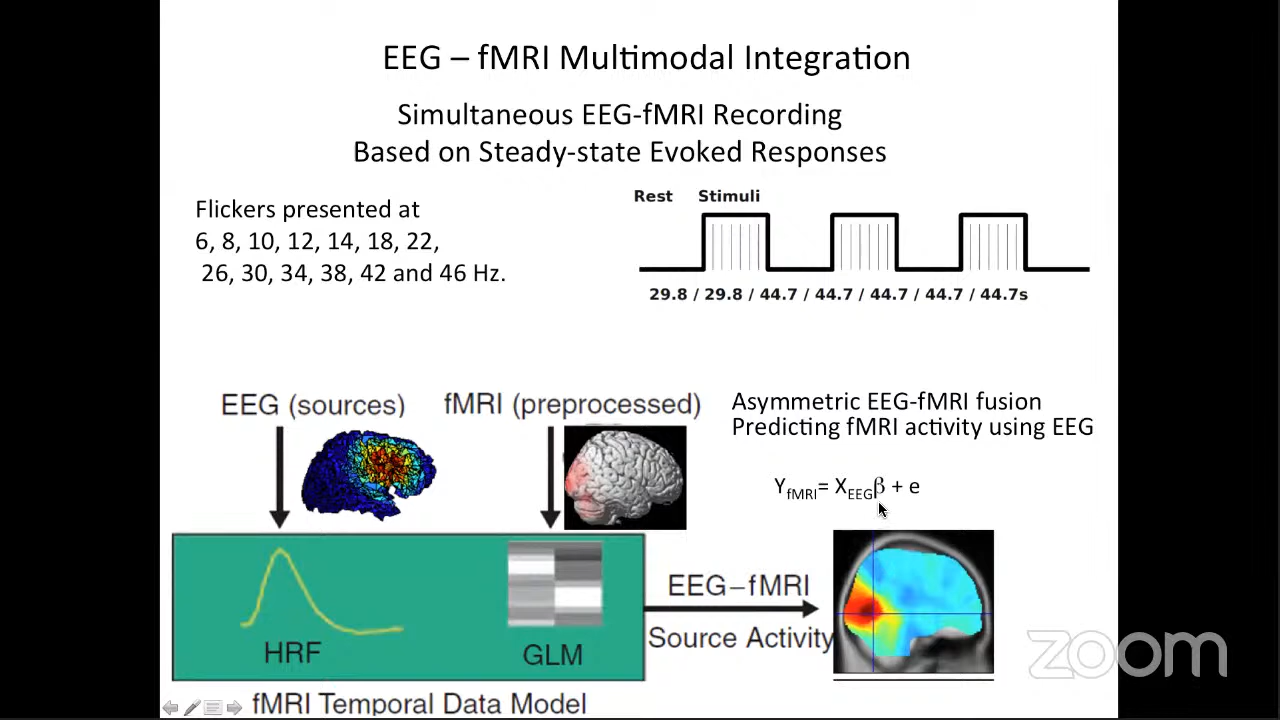 EEG – fMRI Multimodal Integration
Simultaneous EEG-fMRI Recording
Based on Steady-state Evoked Responses
Flickers presented at
6, 8, 10, 12, 14, 18, 22,
26, 30, 34, 38, 42 and 46 Hz.
Rest Stimuli
29.8 / 29.8 / 44.7 / 44.7 / 44.7 / 44.7 / 44.7s
EEG (sources)
fMRI (preprocessed)
Asymmetric EEG-fMRI fusion
Predicting fMRI activity using EEG
YfMRI= XEEGβ + e
HRF
GLM
EEG–fMRI
Source Activity
fMRI Temporal Data Model
zoom